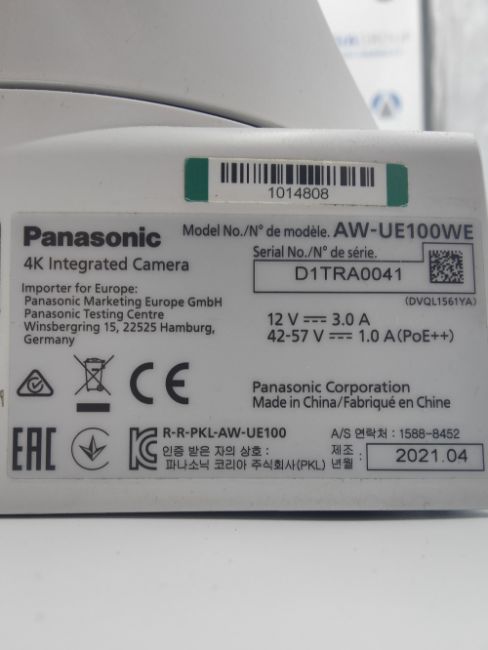 1014808
Panasonic
Model No./N° de modèle. AW-UE100WE
4K Integrated Camera
Serial No./N° de série.
D1TRA0041
(DVQL1561YA)
Importer for Europe:
Panasonic Marketing Europe GmbH
Panasonic Testing Centre
Winsbergring 15, 22525 Hamburg,
Germany
12 V ⎓ 3.0 A
42-57 V ⎓ 1.0 A (PoE++)
CE
Panasonic Corporation
Made in China/Fabriqué en Chine
EAC
R-R-PKL-AW-UE100
인증 받은 자의 상호 :
파나소닉 코리아 주식회사(PKL)
A/S 연락처 : 1588-8452
제조년월 : 2021.04